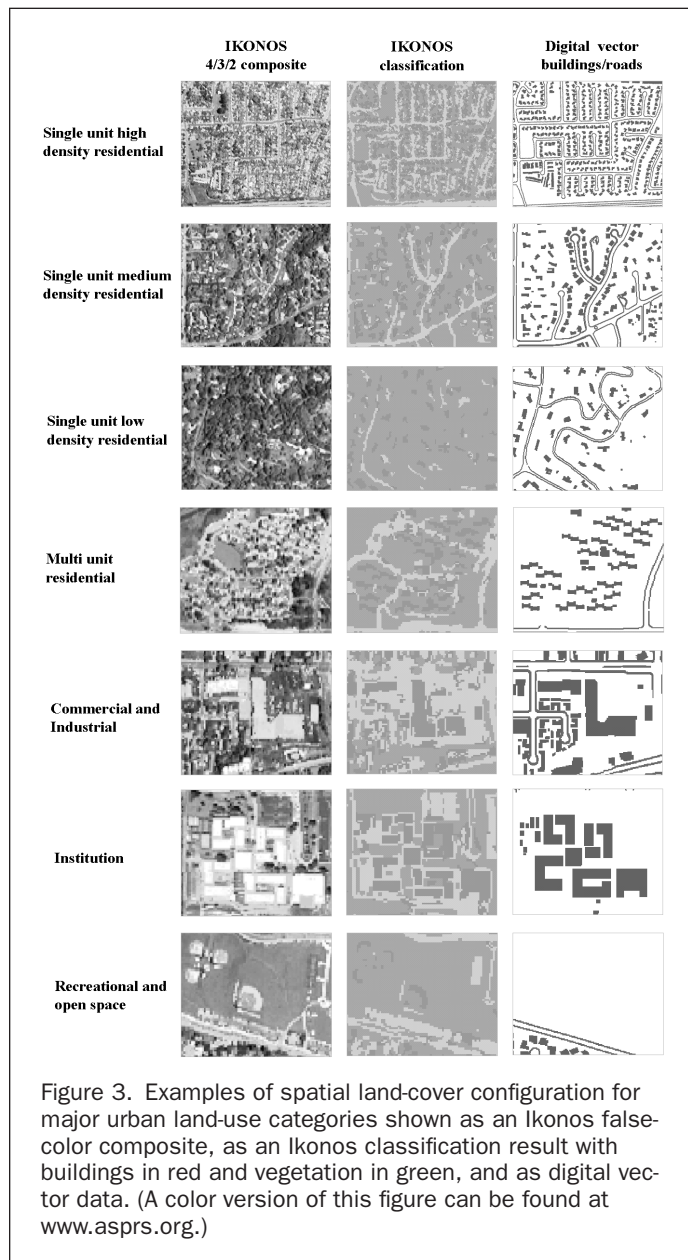 IKONOS
4/3/2 composite
IKONOS
classification
Digital vector
buildings/roads
Single unit high
density residential
Single unit medium
density residential
Single unit low
density residential
Multi unit
residential
Commercial and
Industrial
Institution
Recreational and
open space
Figure 3. Examples of spatial land-cover configuration for
major urban land-use categories shown as an Ikonos false-
color composite, as an Ikonos classification result with
buildings in red and vegetation in green, and as digital vec-
tor data. (A color version of this figure can be found at
www.asprs.org.)